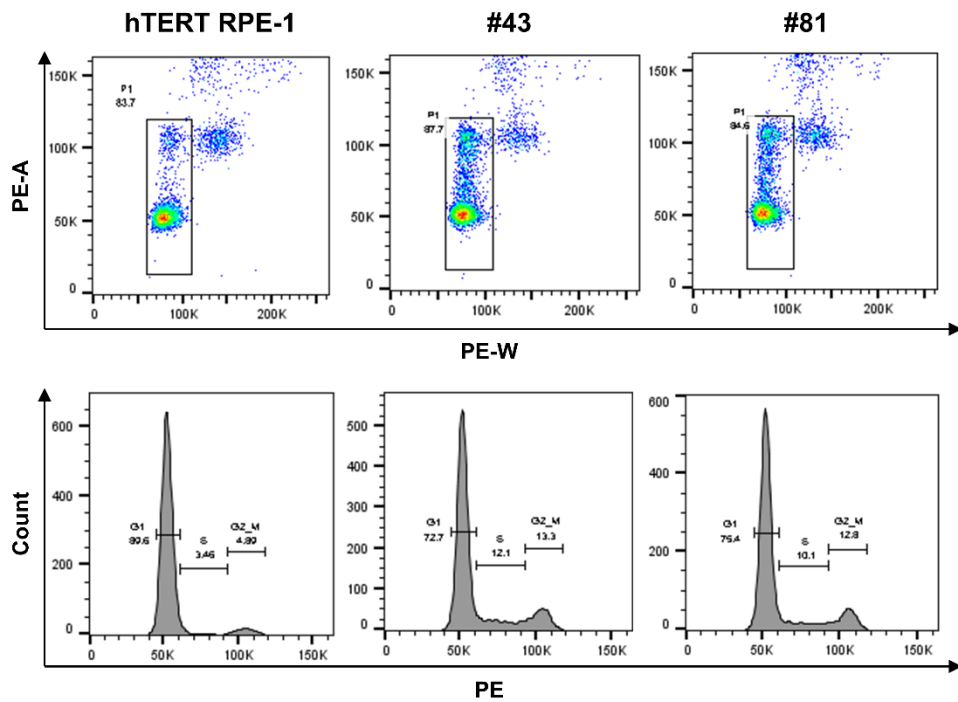 hTERT RPE-1 #43 #81
PE-A
150K
100K
50K
0
P1
83.7
0 100K 200K
150K
100K
50K
0
P1
87.7
0 100K 200K
150K
100K
50K
0
P1
84.6
0 100K 200K
PE-W
Count
600
400
200
0
G1
89.6
S
3.46
G2_M
4.89
0 50K 100K 150K
500
400
300
200
100
0
G1
72.7
S
12.1
G2_M
13.3
0 50K 100K 150K
600
400
200
0
G1
75.4
S
10.1
G2_M
12.8
0 50K 100K 150K
PE